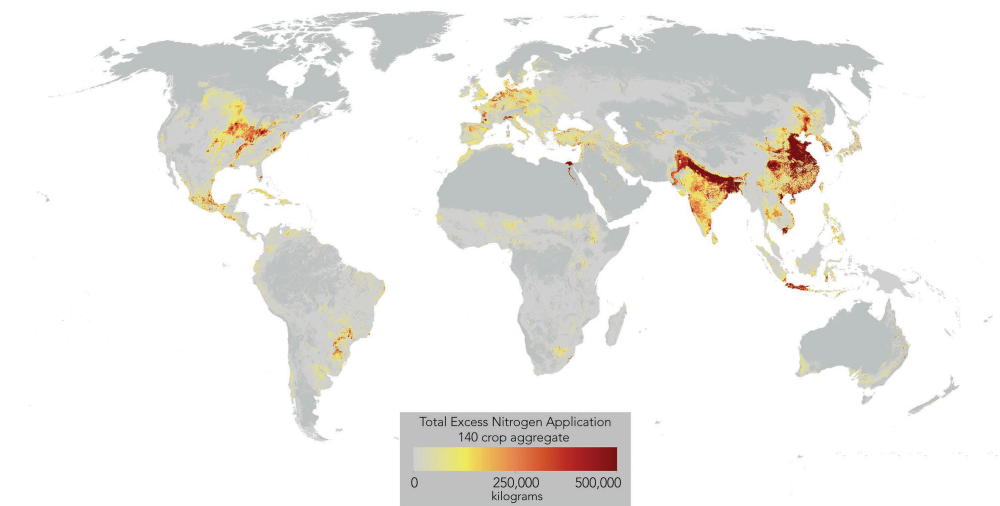 Total Excess Nitrogen Application
140 crop aggregate
0 250,000 500,000
kilograms